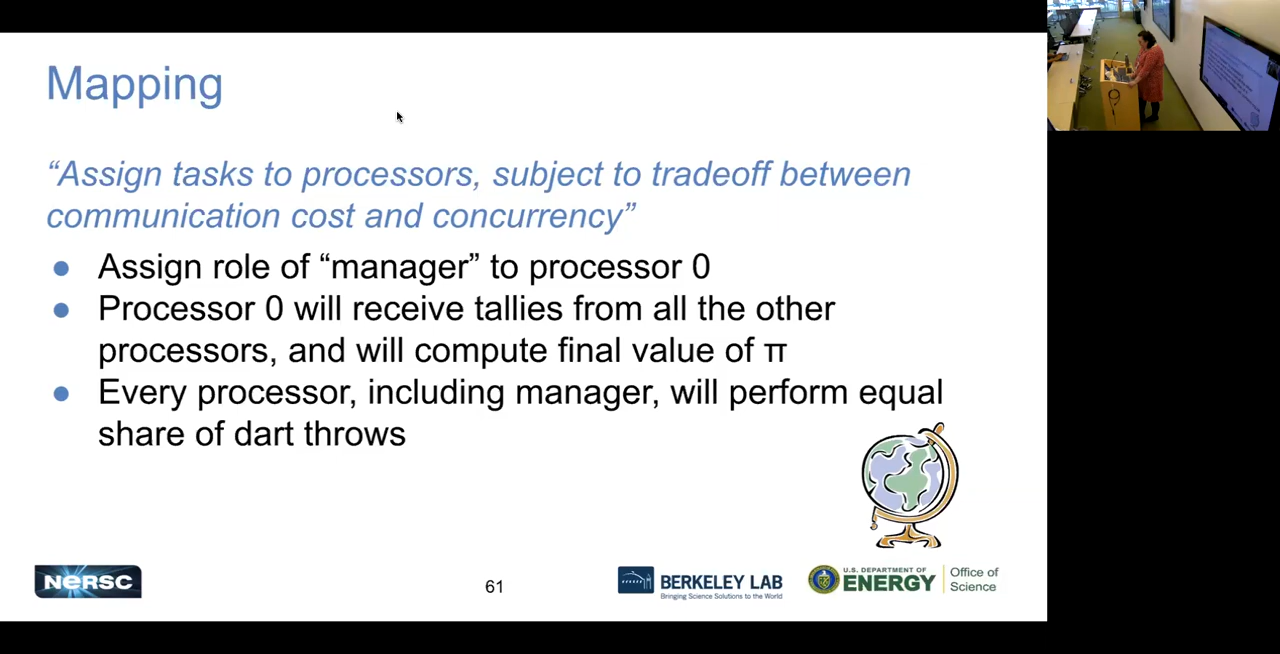 Mapping
“Assign tasks to processors, subject to tradeoff between
communication cost and concurrency”
● Assign role of “manager” to processor 0
● Processor 0 will receive tallies from all the other
processors, and will compute final value of π
● Every processor, including manager, will perform equal
share of dart throws
NERSC
61
BERKELEY LAB
Bringing Science Solutions to the World
U.S. DEPARTMENT OF
ENERGY
Office of
Science